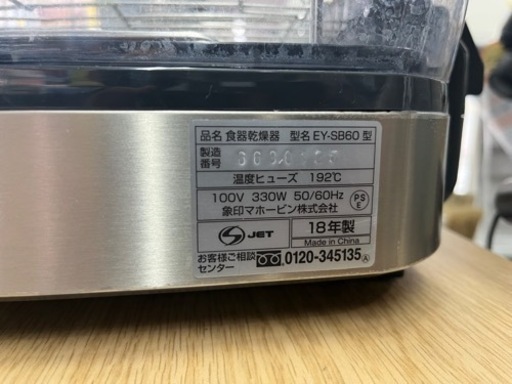 品名 食器乾燥器 型名 EY-SB60 型
製造
番号
温度ヒューズ 192℃
100V 330W 50/60Hz
象印マホービン株式会社
PS
E
JET
18年製
Made in China
お客様ご相談
センター 0120-345135 A